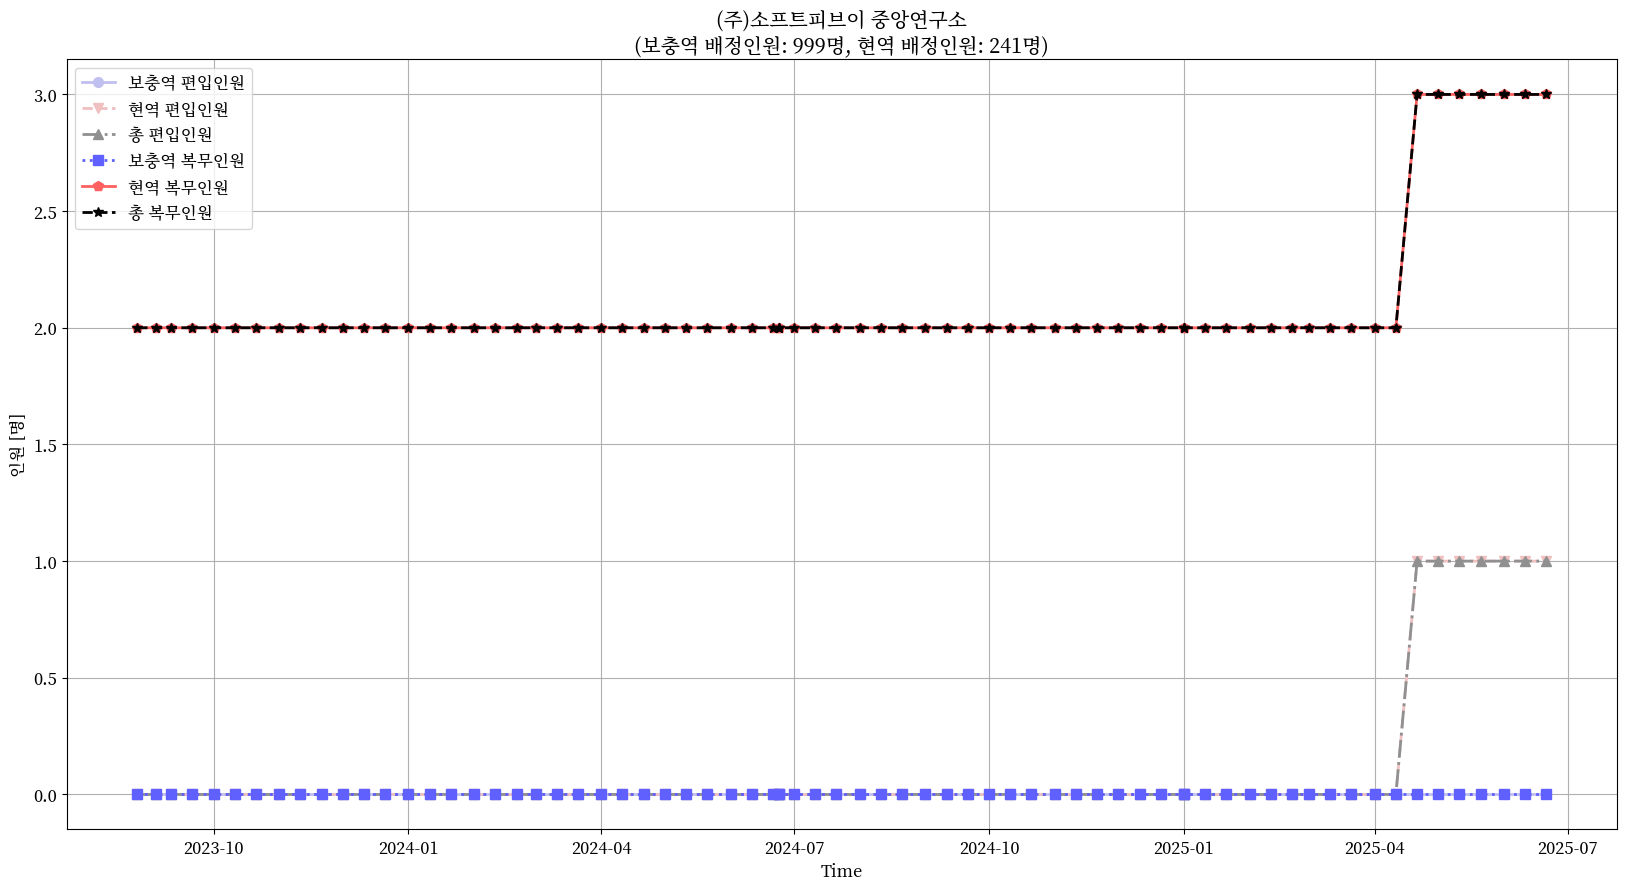 (주)소프트피브이 중앙연구소
(보충역 배정인원: 999명, 현역 배정인원: 241명)
보충역 편입인원
현역 편입인원
총 편입인원
보충역 복무인원
현역 복무인원
총 복무인원
3.0
2.5
2.0
1.5
1.0
0.5
0.0
인원 [명]
2023-10
2024-01
2024-04
2024-07
2024-10
2025-01
2025-04
2025-07
Time